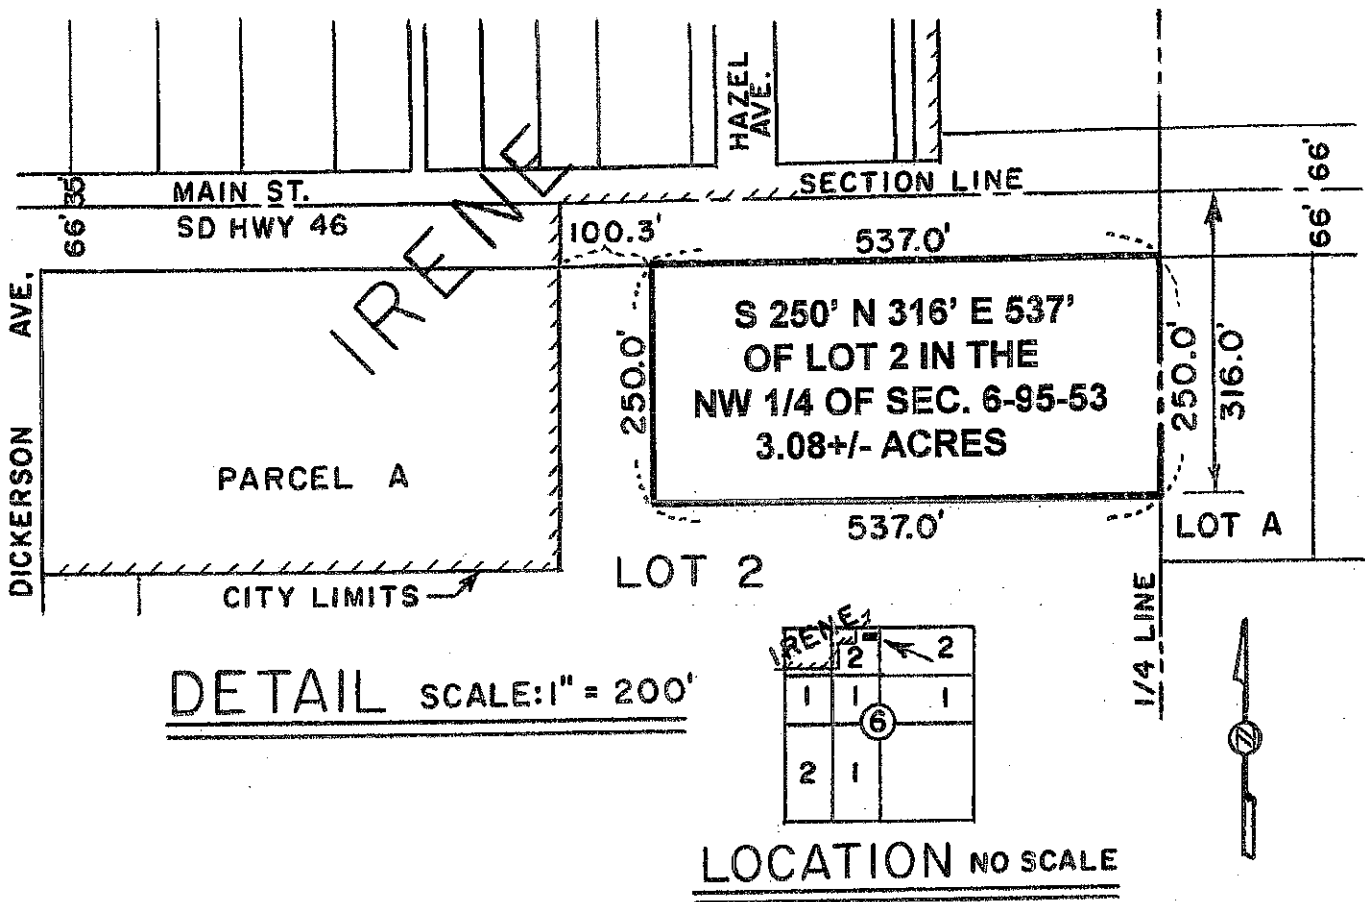 HAZEL
AVE.
IRENE
66' 35'
MAIN ST.
SD HWY 46
SECTION LINE
66' 66'
100.3'
537.0'
DICKERSON AVE.
S 250' N 316' E 537'
OF LOT 2 IN THE
NW 1/4 OF SEC. 6-95-53
3.08+/- ACRES
250.0'
250.0'
316.0'
PARCEL A
537.0'
LOT A
LOT 2
CITY LIMITS
1/4 LINE
IRENE
2 2
1 1 1
6
2 1
DETAIL SCALE: 1" = 200'
LOCATION NO SCALE